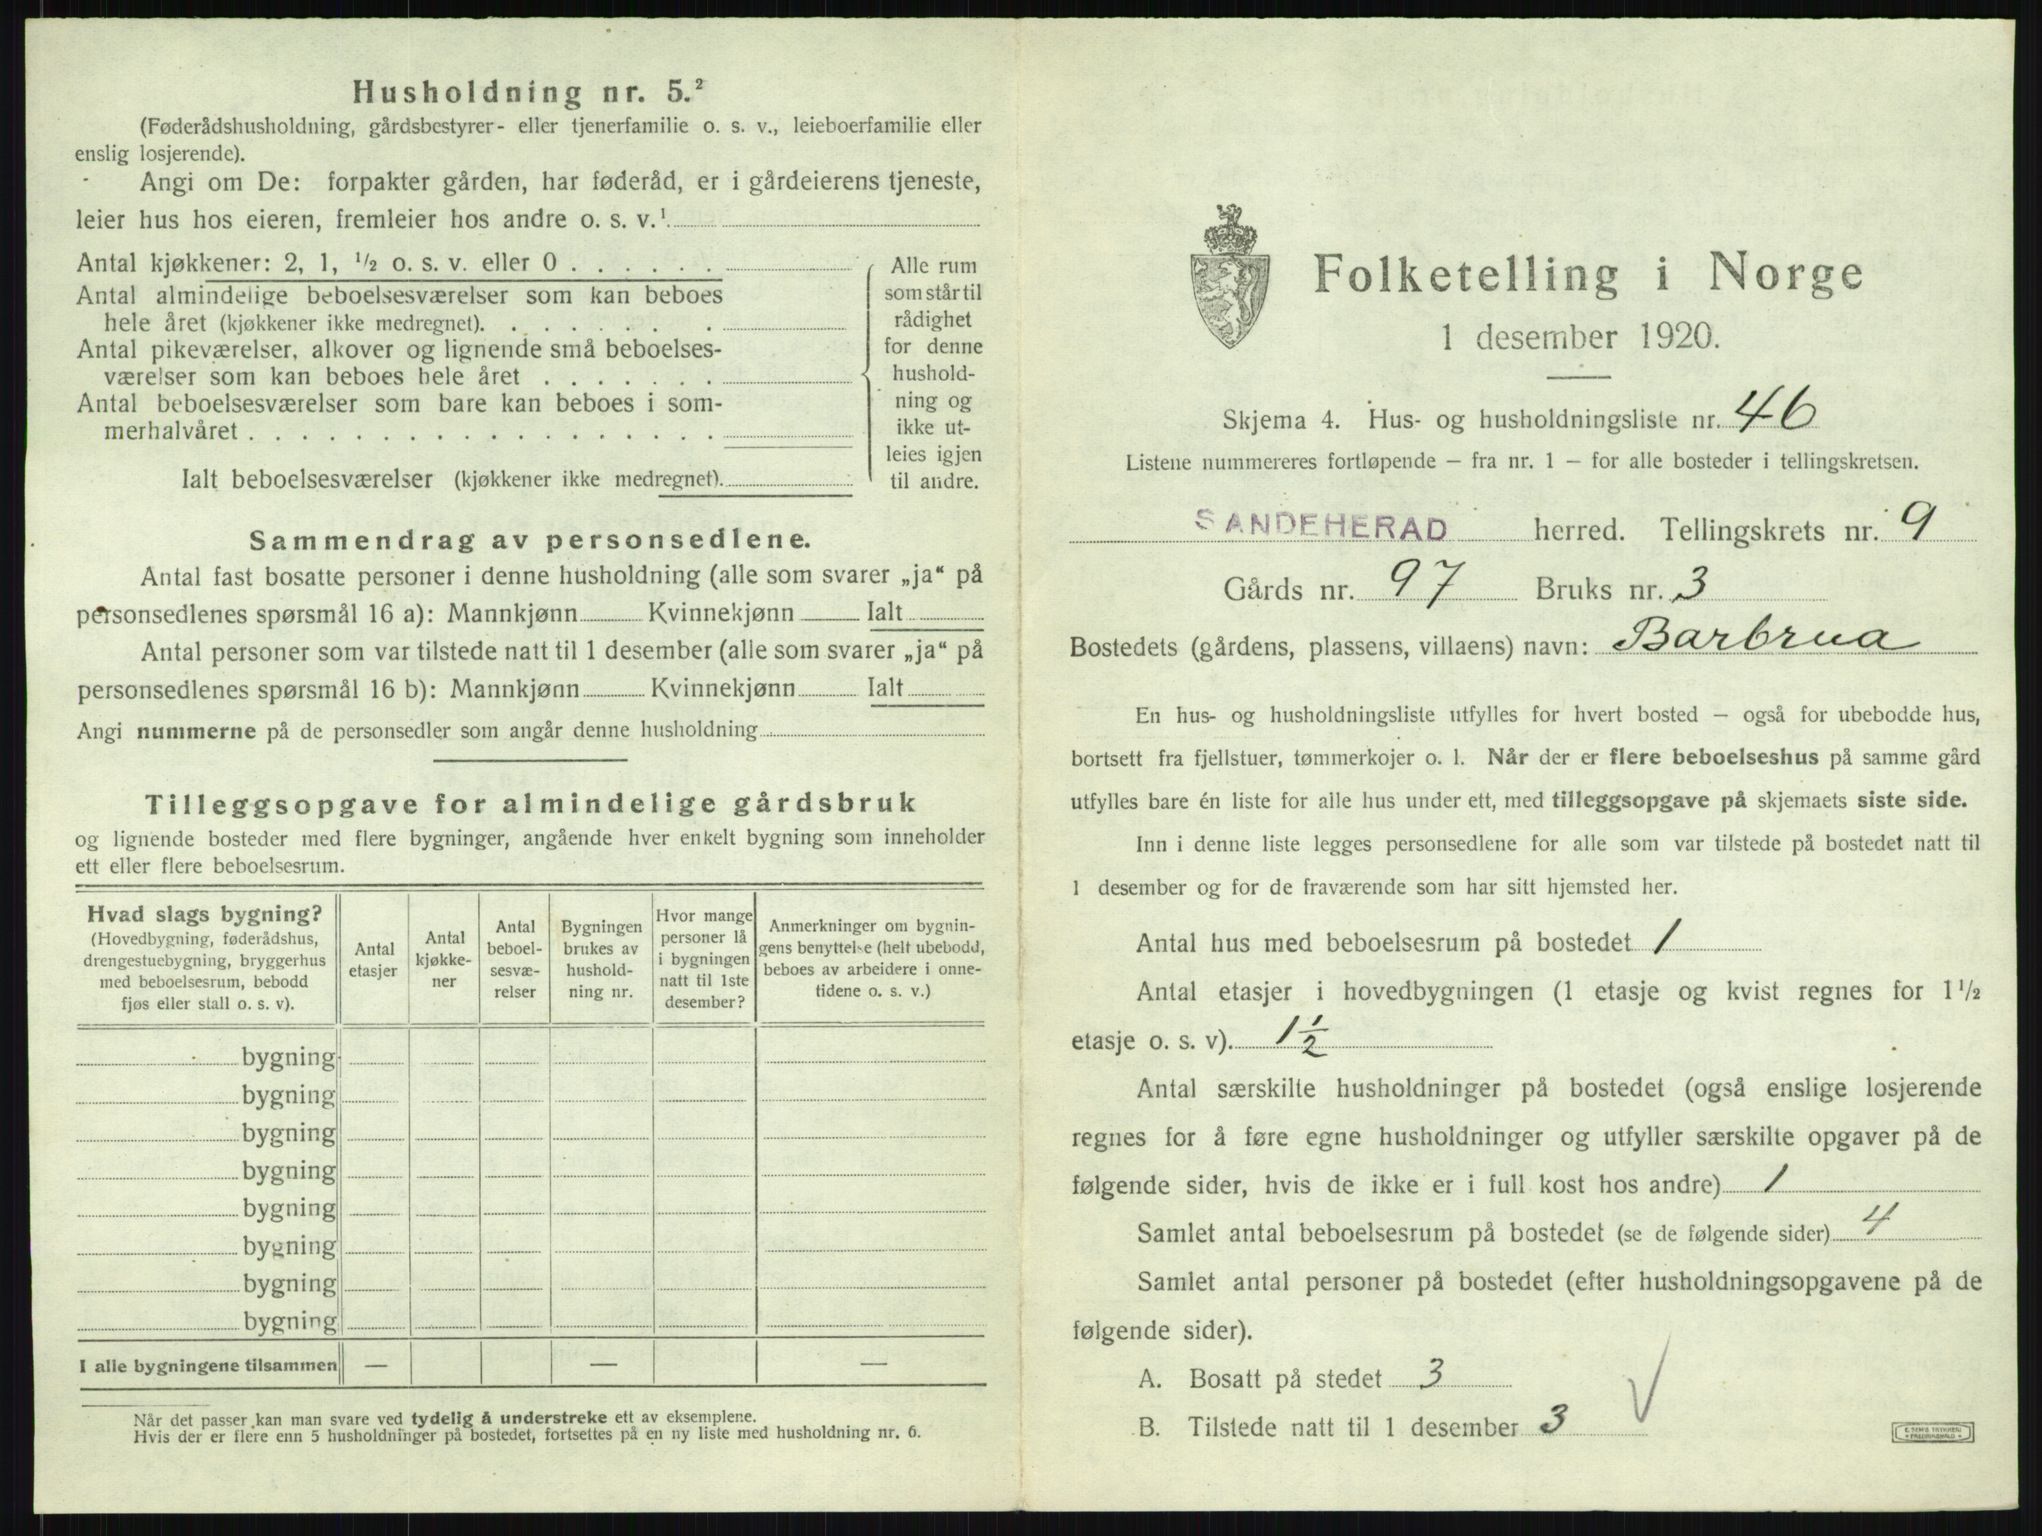 Husholdning nr. 5.²
(Føderådshusholdning, gårdsbestyrer- eller tjenerfamilie o. s. v., leieboerfamilie eller
enslig losjerende).
Angi om De: forpakter gården, har føderåd, er i gårdeierens tjeneste,
leier hus hos eieren, fremleier hos andre o. s. v.¹
Antal kjøkkener: 2, 1, ½ o. s. v. eller 0 . . . . . .
Antal almindelige beboelsesværelser som kan beboes
hele året (kjøkkener ikke medregnet). . . . . . . . .
Antal pikeværelser, alkover og lignende små beboelses-
værelser som kan beboes hele året . . . . . . .
Antal beboelsesværelser som bare kan beboes i som-
merhalvåret . . . . . . . . . . . . . . . . . .
Ialt beboelsesværelser (kjøkkener ikke medregnet).
Alle rum
som står til
rådighet
for denne
hushold-
ning og
ikke ut-
leies igjen
til andre.
Sammendrag av personsedlene.
Antal fast bosatte personer i denne husholdning (alle som svarer „ja“ på
personsedlenes spørsmål 16 a): Mannkjønn Kvinnekjønn Ialt
Antal personer som var tilstede natt til 1 desember (alle som svarer „ja“ på
personsedlenes spørsmål 16 b): Mannkjønn Kvinnekjønn Ialt
Angi nummerne på de personsedler som angår denne husholdning
Tilleggsopgave for almindelige gårdsbruk
og lignende bosteder med flere bygninger, angående hver enkelt bygning som inneholder
ett eller flere beboelsesrum.
Hvad slags bygning?
(Hovedbygning, føderådshus,
drengestuebygning, bryggerhus
med beboelsesrum, bebodd
fjøs eller stall o. s. v).
Antal
etasjer
Antal
kjøkke-
ner
Antal
beboel-
sesvæ-
relser
Bygningen
brukes av
hushold-
ning nr.
Hvor mange
personer lå
i bygningen
natt til 1ste
desember?
Anmerkninger om bygnin-
gens benyttelse (helt ubebodd,
beboes av arbeidere i onne-
tidene o. s. v.)
bygning
bygning
bygning
bygning
bygning
bygning
bygning
bygning
I alle bygningene tilsammen — — —
Når det passer kan man svare ved tydelig å understreke ett av eksemplene.
Hvis der er flere enn 5 husholdninger på bostedet, fortsettes på en ny liste med husholdning nr. 6.
Folketelling i Norge
1 desember 1920.
Skjema 4. Hus- og husholdningsliste nr. 46
Listene nummereres fortløpende – fra nr. 1 – for alle bosteder i tellingskretsen.
SANDEHERAD herred. Tellingskrets nr. 9
Gårds nr. 97 Bruks nr. 3
Bostedets (gårdens, plassens, villaens) navn: Barbrua
En hus- og husholdningsliste utfylles for hvert bosted – også for ubebodde hus,
bortsett fra fjellstuer, tømmerkojer o. l. Når der er flere beboelseshus på samme gård
utfylles bare én liste for alle hus under ett, med tilleggsopgave på skjemaets siste side.
Inn i denne liste legges personsedlene for alle som var tilstede på bostedet natt til
1 desember og for de fraværende som har sitt hjemsted her.
Antal hus med beboelsesrum på bostedet 1
Antal etasjer i hovedbygningen (1 etasje og kvist regnes for 1½
etasje o. s. v). 1½
Antal særskilte husholdninger på bostedet (også enslige losjerende
regnes for å føre egne husholdninger og utfyller særskilte opgaver på de
følgende sider, hvis de ikke er i full kost hos andre) 1
Samlet antal beboelsesrum på bostedet (se de følgende sider) 4
Samlet antal personer på bostedet (efter husholdningsopgavene på de
følgende sider).
A. Bosatt på stedet 3
B. Tilstede natt til 1 desember 3